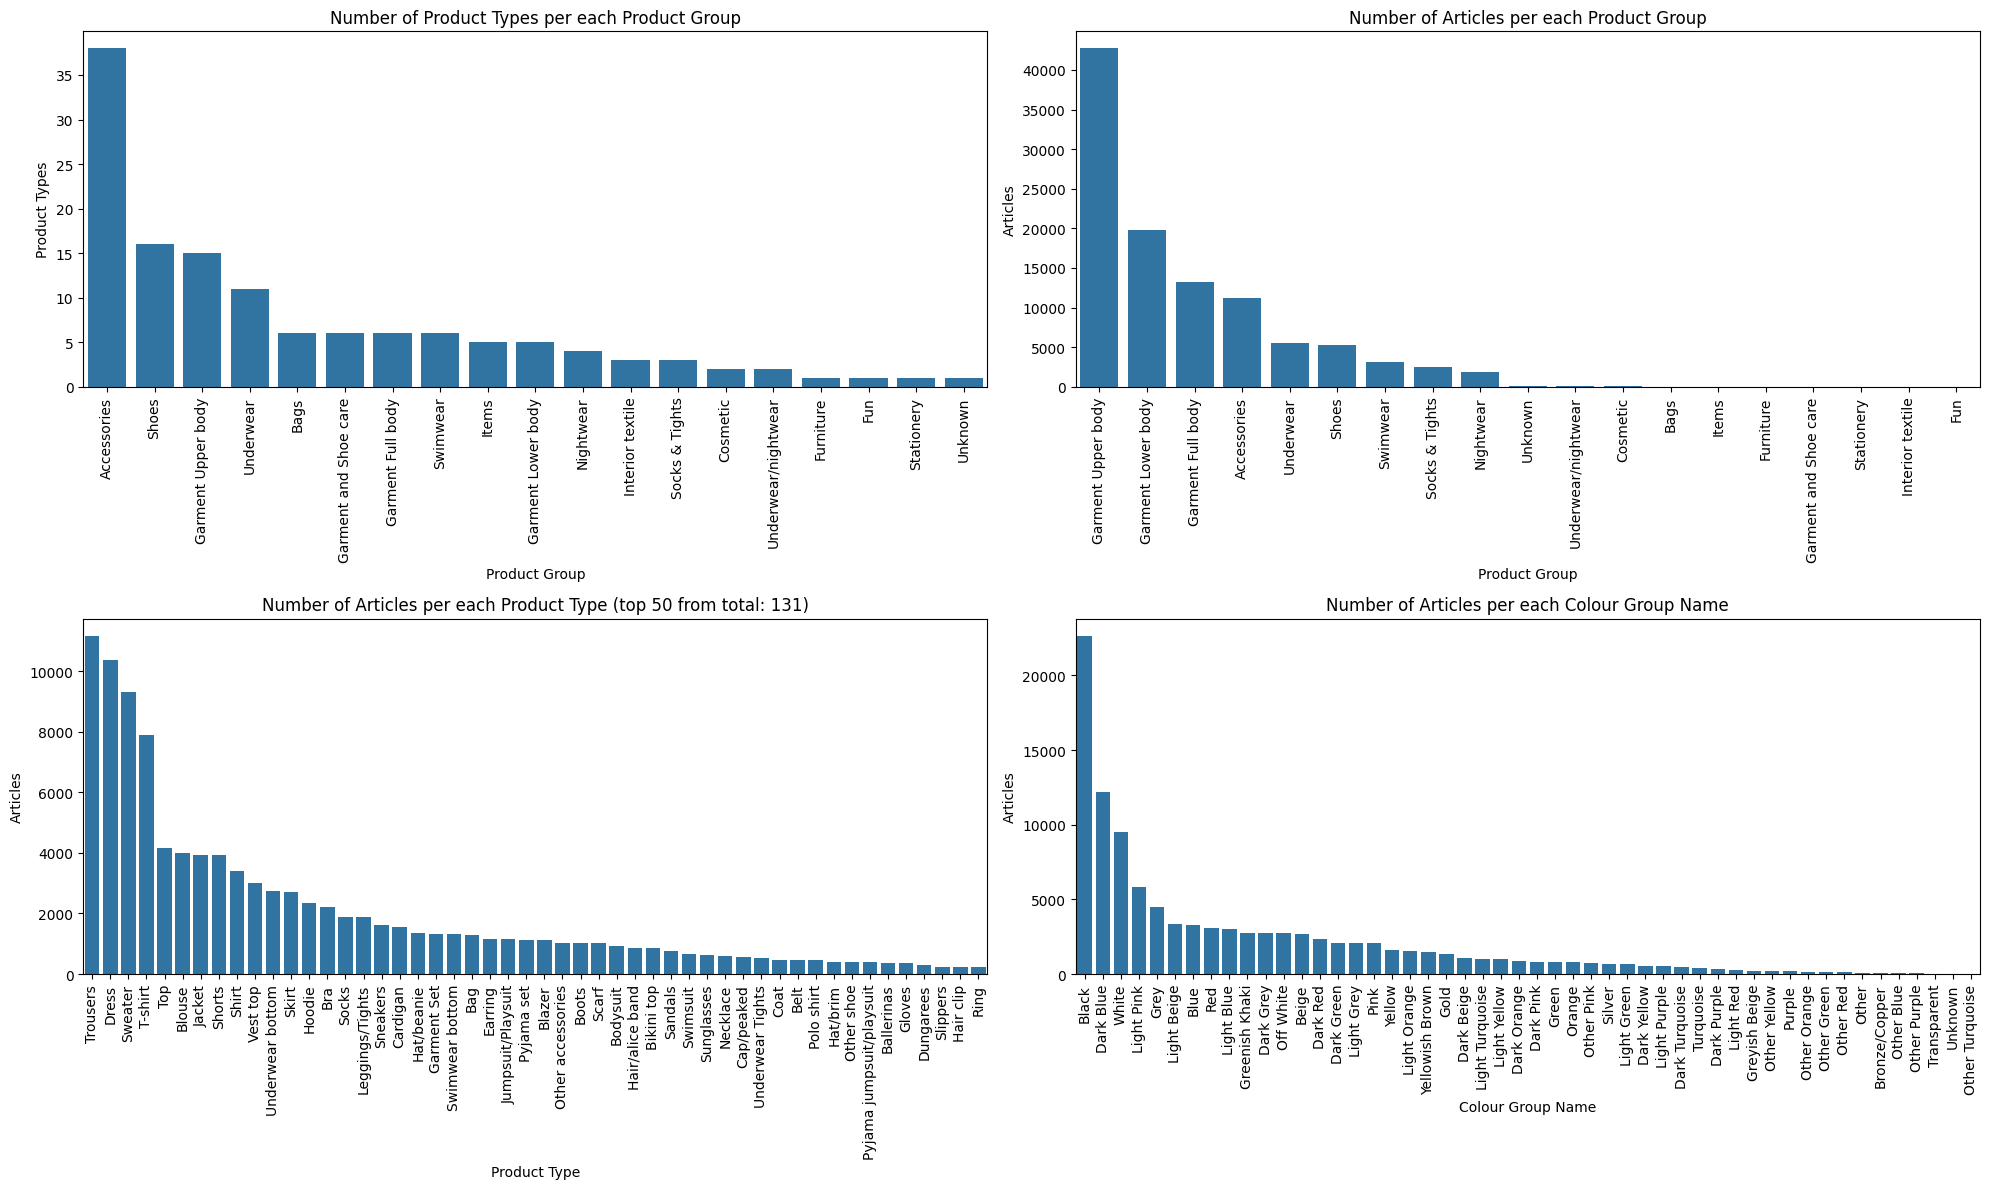 Number of Product Types per each Product Group
Product Types
35
30
25
20
15
10
5
0
Accessories
Shoes
Garment Upper body
Underwear
Bags
Garment and Shoe care
Garment Full body
Swimwear
Items
Garment Lower body
Nightwear
Interior textile
Socks & Tights
Cosmetic
Underwear/nightwear
Furniture
Fun
Stationery
Unknown
Product Group
Number of Articles per each Product Group
Articles
40000
35000
30000
25000
20000
15000
10000
5000
0
Garment Upper body
Garment Lower body
Garment Full body
Accessories
Underwear
Shoes
Swimwear
Socks & Tights
Nightwear
Unknown
Underwear/nightwear
Cosmetic
Bags
Items
Furniture
Garment and Shoe care
Stationery
Interior textile
Fun
Product Group
Number of Articles per each Product Type (top 50 from total: 131)
Articles
10000
8000
6000
4000
2000
0
Trousers
Dress
Sweater
T-shirt
Top
Blouse
Jacket
Shorts
Shirt
Vest top
Underwear bottom
Skirt
Hoodie
Bra
Socks
Leggings/Tights
Sneakers
Cardigan
Hat/beanie
Garment Set
Swimwear bottom
Bag
Earring
Jumpsuit/Playsuit
Pyjama set
Blazer
Other accessories
Boots
Scarf
Bodysuit
Hair/alice band
Bikini top
Sandals
Swimsuit
Sunglasses
Necklace
Cap/peaked
Underwear Tights
Coat
Belt
Polo shirt
Hat/brim
Other shoe
Pyjama jumpsuit/playsuit
Ballerinas
Gloves
Dungarees
Slippers
Hair clip
Ring
Product Type
Number of Articles per each Colour Group Name
Articles
20000
15000
10000
5000
0
Black
Dark Blue
White
Light Pink
Grey
Light Beige
Blue
Red
Light Blue
Greenish Khaki
Dark Grey
Off White
Beige
Dark Red
Dark Green
Light Grey
Pink
Yellow
Light Orange
Yellowish Brown
Gold
Dark Beige
Light Turquoise
Light Yellow
Dark Orange
Dark Pink
Green
Orange
Other Pink
Silver
Light Green
Dark Yellow
Light Purple
Dark Turquoise
Turquoise
Dark Purple
Light Red
Greyish Beige
Other Yellow
Purple
Other Orange
Other Green
Other Red
Other
Bronze/Copper
Other Blue
Other Purple
Transparent
Unknown
Other Turquoise
Colour Group Name